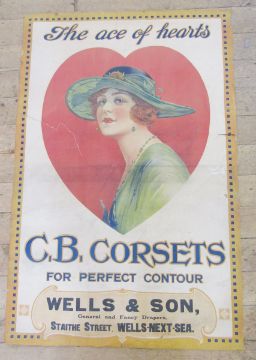 The ace of hearts
C.B. CORSETS
FOR PERFECT CONTOUR
WELLS & SON,
General and Fancy Drapers,
STAITHE STREET, WELLS-NEXT-SEA.